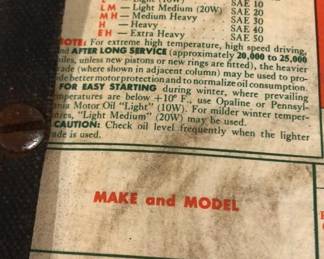 L - Light (10W) SAE 10
LM - Light Medium (20W) SAE 20
MH - Medium Heavy SAE 30
H - Heavy SAE 40
EH - Extra Heavy SAE 50
NOTE: For extreme high temperature, high speed driving,
and AFTER LONG SERVICE (approximately 20,000 to 25,000
miles, unless new pistons or new rings are fitted), the heavier
grade (where shown in adjacent column) may be used to pro-
vide better motor protection and to normalize oil consumption.
FOR EASY STARTING during winter, where prevailing
temperatures are below +10° F., use Opaline or Pennsyl-
vania Motor Oil "Light" (10W). For milder winter temper-
atures, "Light Medium" (20W) may be used.
CAUTION: Check oil level frequently when the lighter
grade is used.
MAKE and MODEL